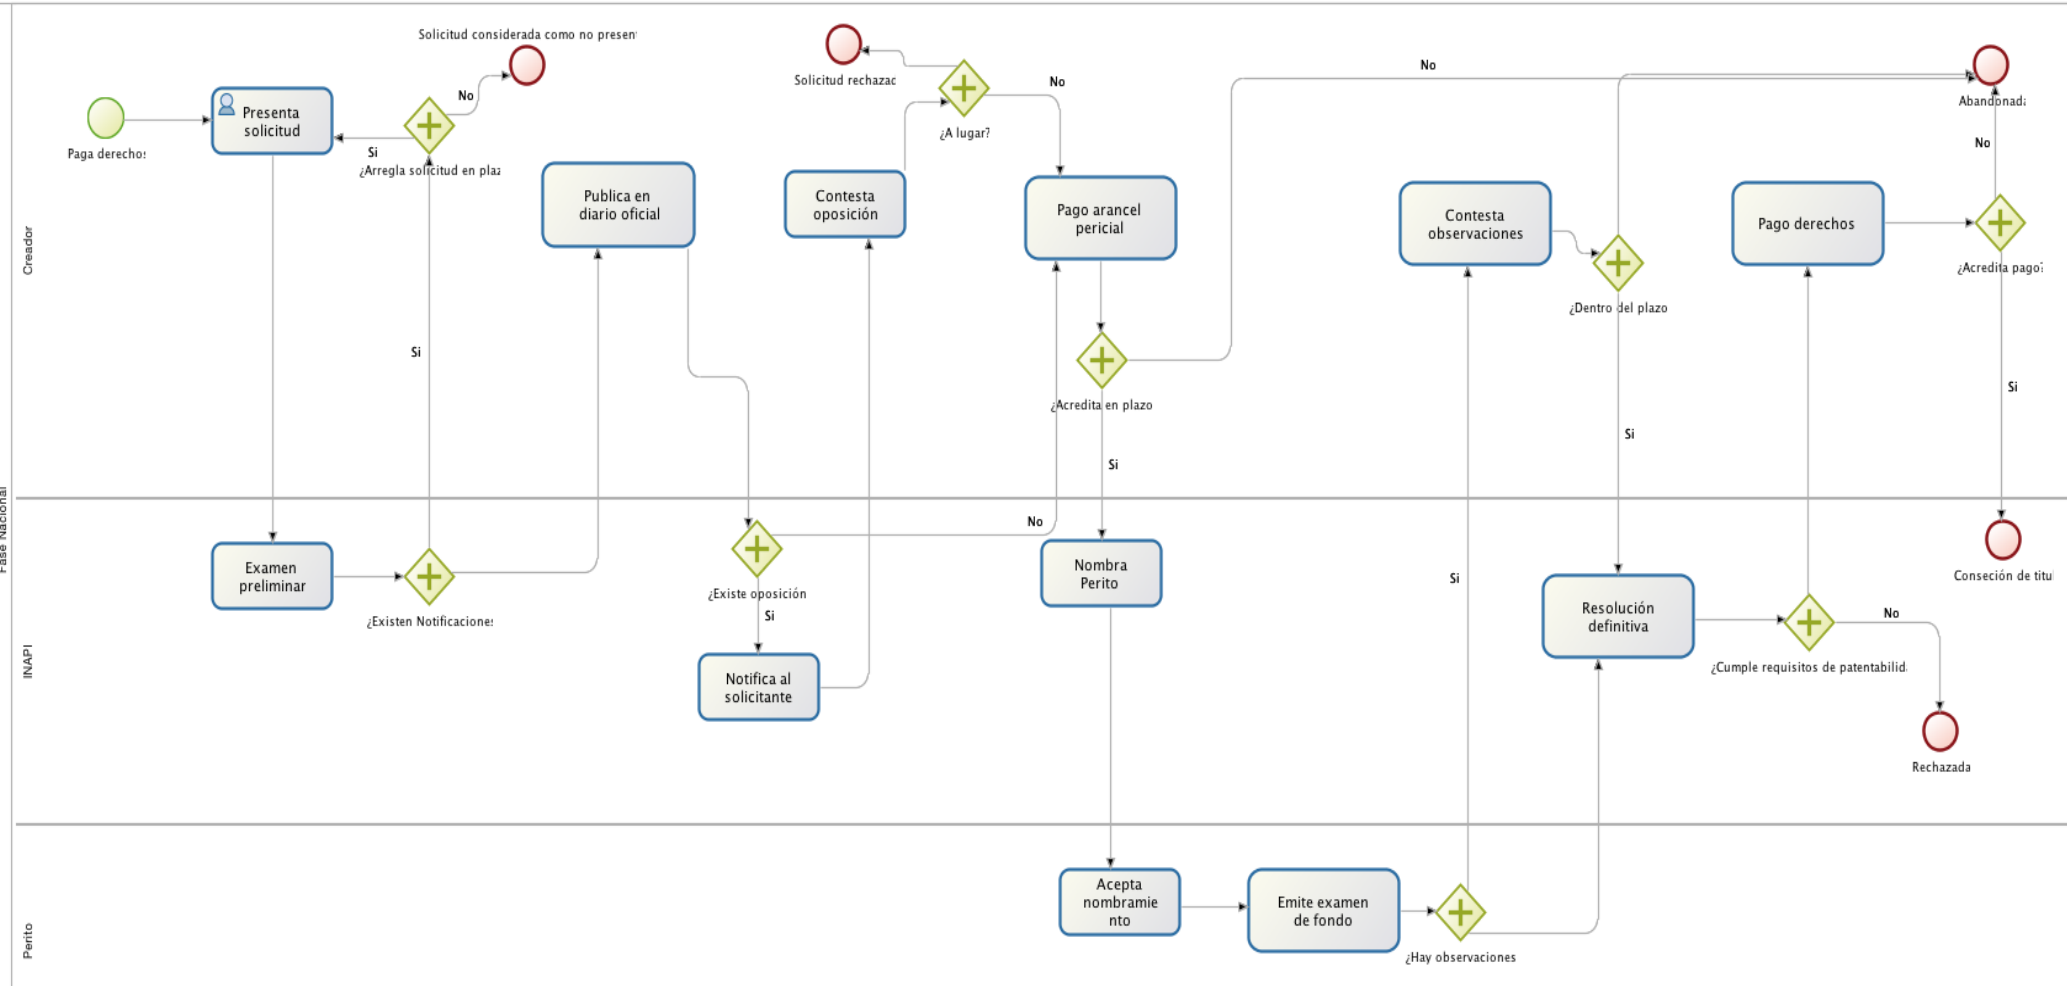 Fase Nacional
Creador
Paga derechos
Presenta
solicitud
Solicitud considerada como no presen
No
Si
¿Arregla solicitud en plaz
Si
Publica en
diario oficial
Solicitud rechazac
Contesta
oposición
¿A lugar?
No
Pago arancel
pericial
¿Acredita en plazo
Si
No
Contesta
observaciones
¿Dentro del plazo
Si
Pago derechos
Abandonada
No
¿Acredita pago?
Si
INAPI
Examen
preliminar
¿Existen Notificaciones
¿Existe oposición
No
Si
Notifica al
solicitante
Nombra
Perito
Si
Resolución
definitiva
¿Cumple requisitos de patentabilid
No
Rechazada
Conseción de titu
Perito
Acepta
nombramie
nto
Emite examen
de fondo
¿Hay observaciones